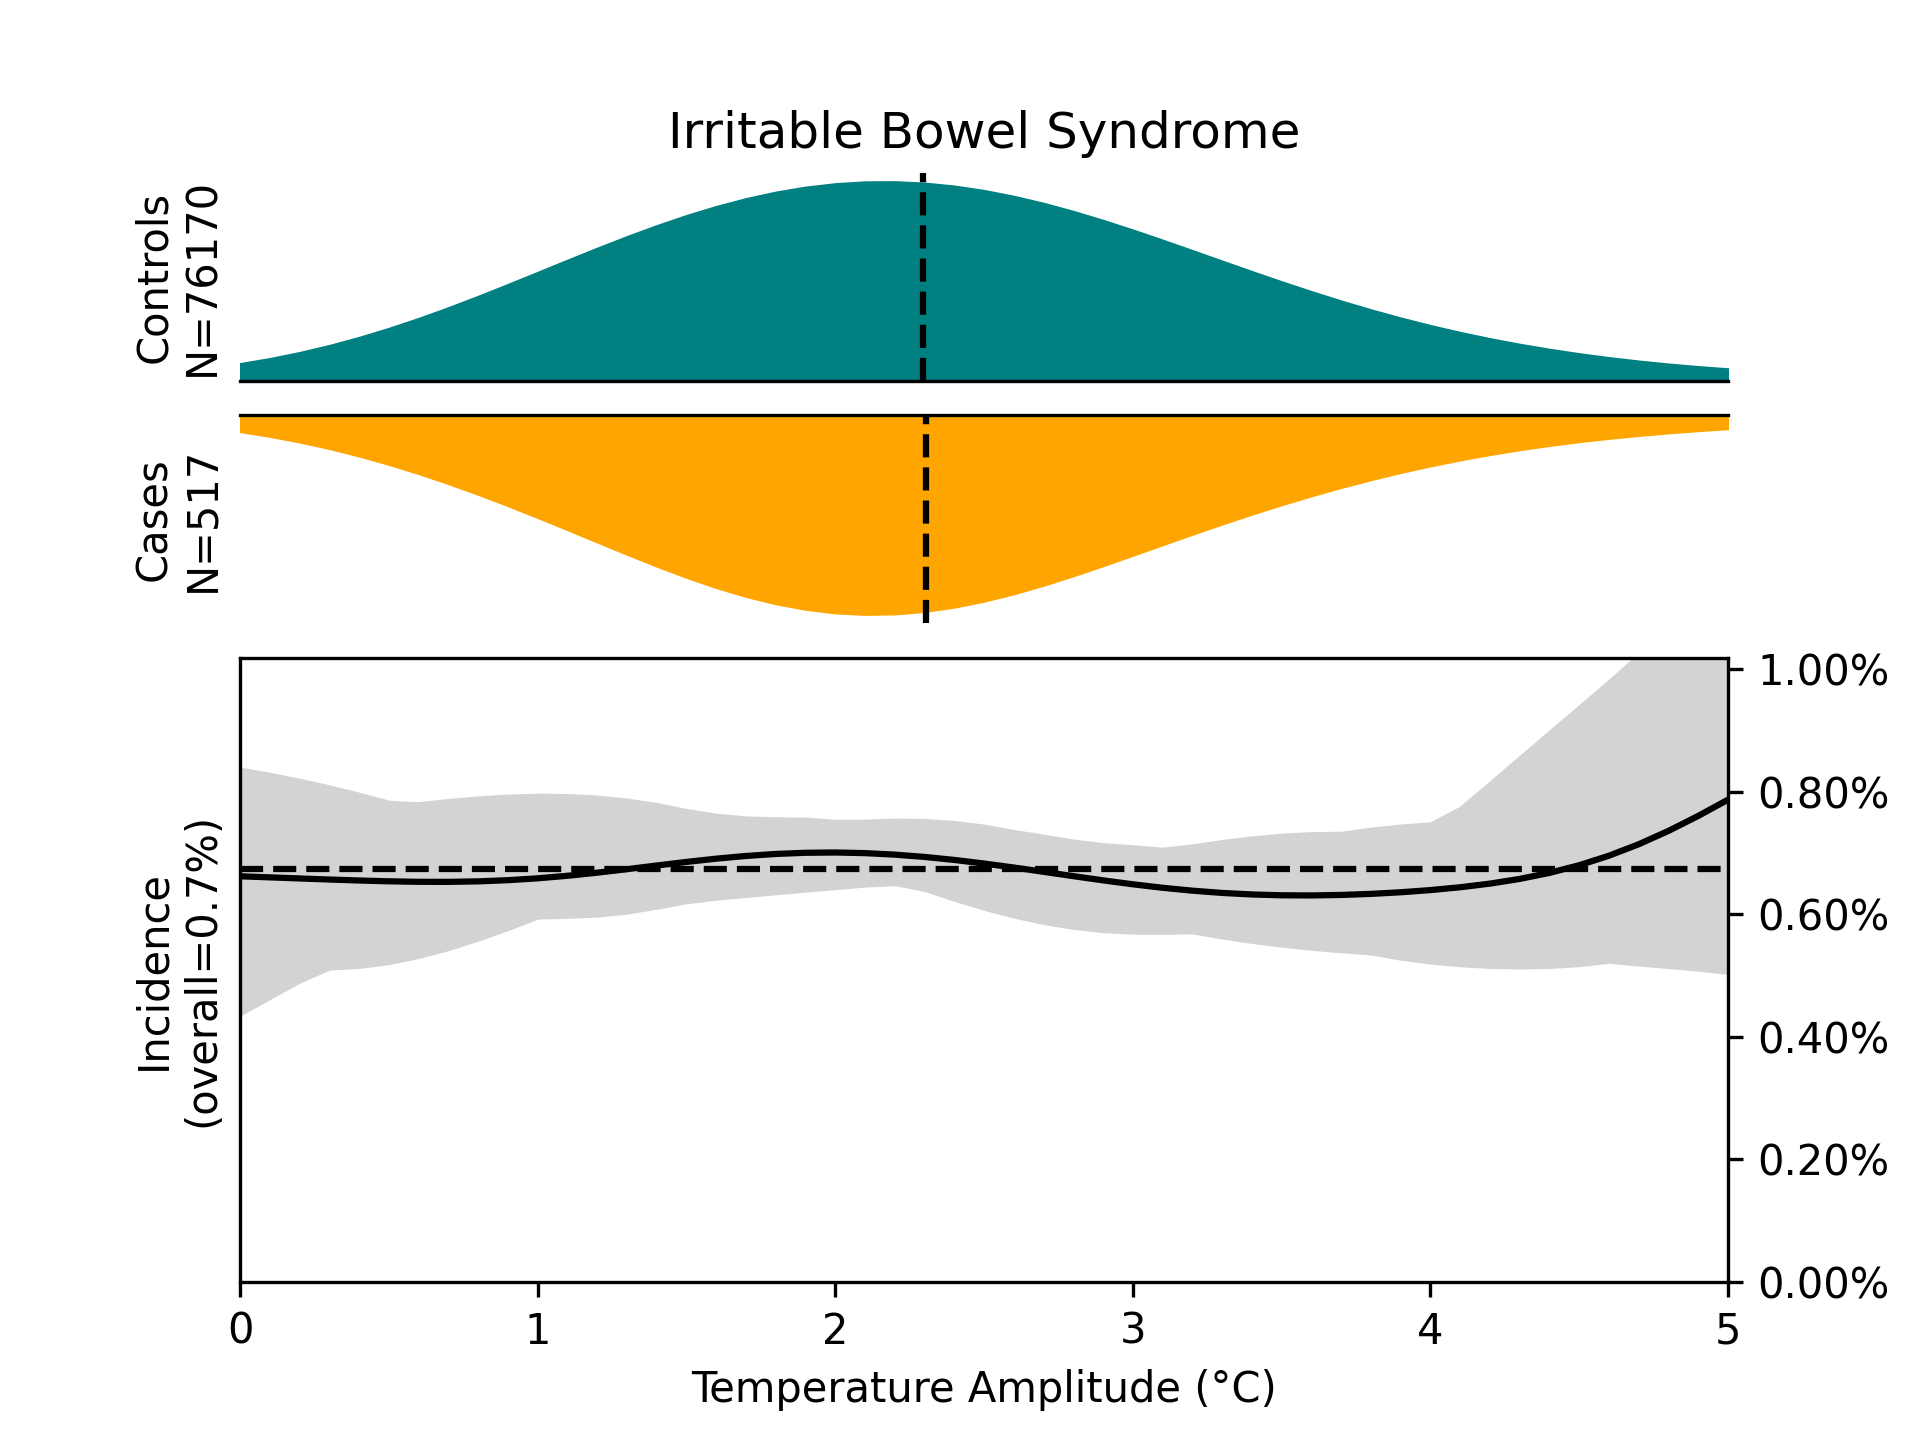 Irritable Bowel Syndrome
Controls
N=76170
Cases
N=517
Incidence
(overall=0.7%)
1.00%
0.80%
0.60%
0.40%
0.20%
0.00%
0 1 2 3 4 5
Temperature Amplitude (°C)